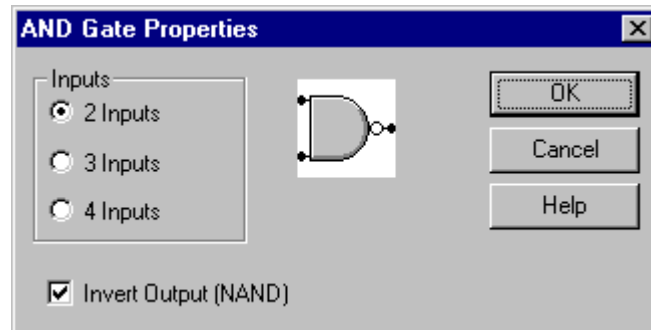 AND Gate Properties
Inputs
2 Inputs
3 Inputs
4 Inputs
OK
Cancel
Help
Invert Output (NAND)